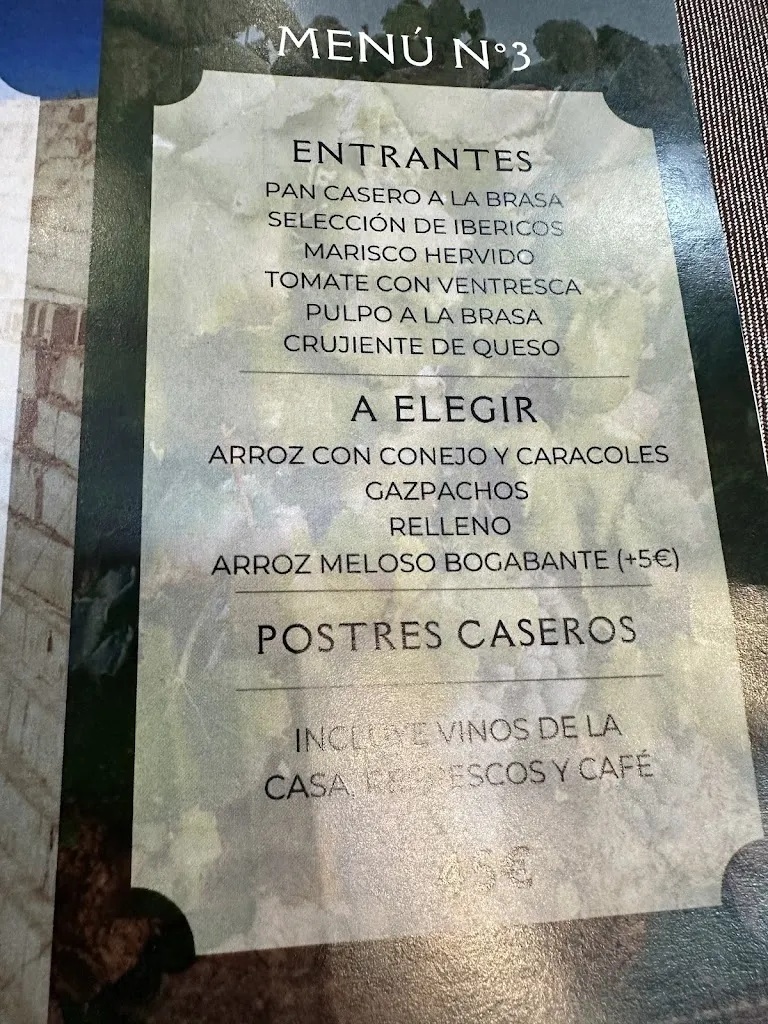 MENÚ Nº3
ENTRANTES
PAN CASERO A LA BRASA
SELECCIÓN DE IBERICOS
MARISCO HERVIDO
TOMATE CON VENTRESCA
PULPO A LA BRASA
CRUJIENTE DE QUESO
A ELEGIR
ARROZ CON CONEJO Y CARACOLES
GAZPACHOS
RELLENO
ARROZ MELOSO BOGABANTE (+5€)
POSTRES CASEROS
INCLUYE VINOS DE LA
CASA, REFRESCOS Y CAFÉ